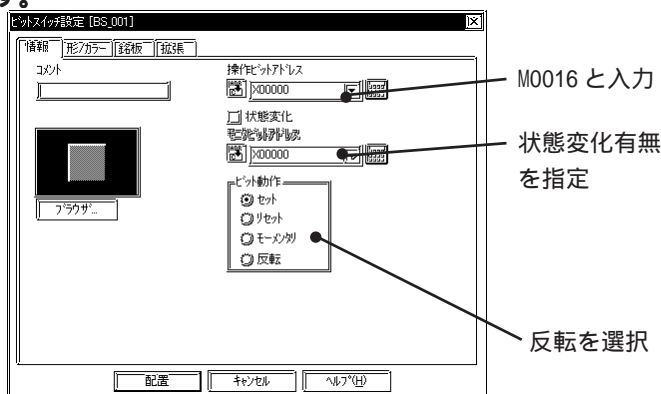 す。
ビットスイッチ設定 [BS_001]
情報 形/カラー 銘板 拡張
コメント
操作ビットアドレス
X00000
M0016 と入力
状態変化
モニタビットアドレス
X00000
状態変化有無
を指定
ビット動作
セット
リセット
モーメンタリ
反転
ブラウザ...
反転を選択
配置 キャンセル ヘルプ(H)